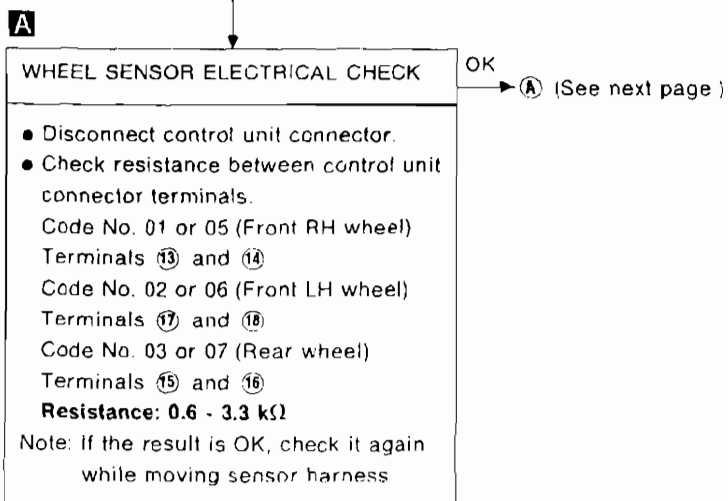 A
WHEEL SENSOR ELECTRICAL CHECK
OK
Ⓐ (See next page)
● Disconnect control unit connector.
● Check resistance between control unit
connector terminals.
Code No. 01 or 05 (Front RH wheel)
Terminals ⑬ and ⑭
Code No. 02 or 06 (Front LH wheel)
Terminals ⑰ and ⑱
Code No. 03 or 07 (Rear wheel)
Terminals ⑮ and ⑯
Resistance: 0.6 - 3.3 kΩ
Note: If the result is OK, check it again
while moving sensor harness